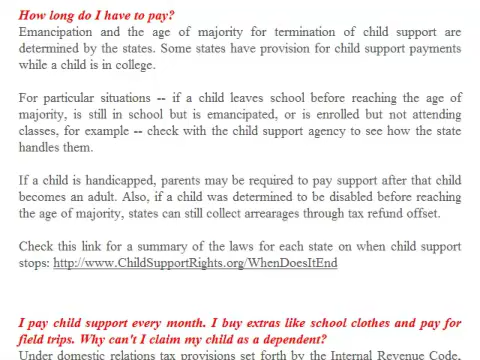 How long do I have to pay?
Emancipation and the age of majority for termination of child support are
determined by the states. Some states have provision for child support payments
while a child is in college.
For particular situations -- if a child leaves school before reaching the age of
majority, is still in school but is emancipated, or is enrolled but not attending
classes, for example -- check with the child support agency to see how the state
handles them.
If a child is handicapped, parents may be required to pay support after that child
becomes an adult. Also, if a child was determined to be disabled before reaching
the age of majority, states can still collect arrearages through tax refund offset.
Check this link for a summary of the laws for each state on when child support
stops: http://www.ChildSupportRights.org/WhenDoesItEnd
I pay child support every month. I buy extras like school clothes and pay for
field trips. Why can't I claim my child as a dependent?
Under domestic relations tax provisions set forth by the Internal Revenue Code,